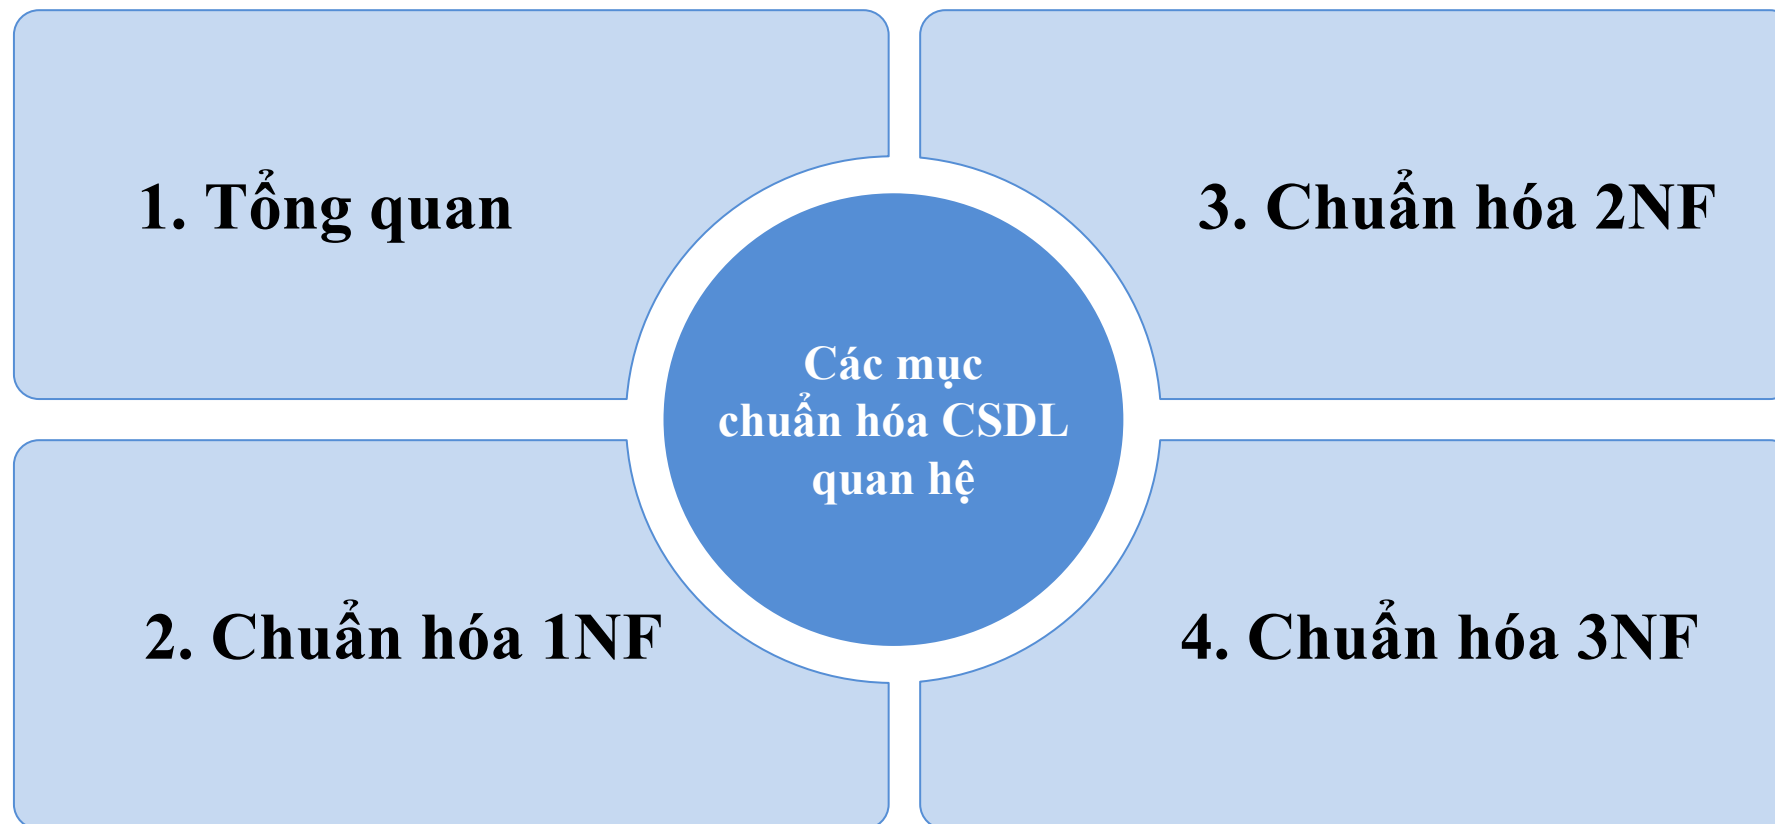 1. Tổng quan
2. Chuẩn hóa 1NF
3. Chuẩn hóa 2NF
4. Chuẩn hóa 3NF
Các mục
chuẩn hóa CSDL
quan hệ